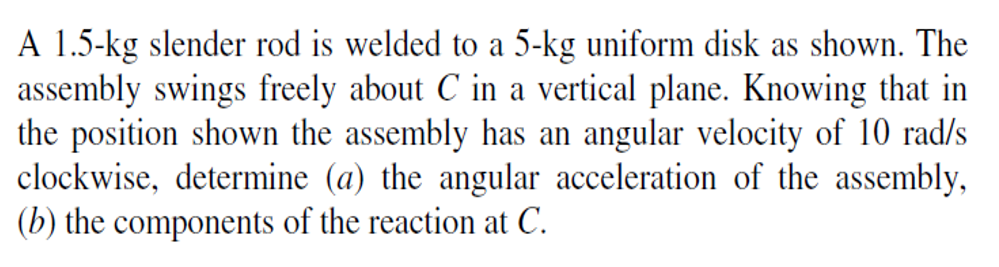 A 1.5-kg slender rod is welded to a 5-kg uniform disk as shown. The
assembly swings freely about C in a vertical plane. Knowing that in
the position shown the assembly has an angular velocity of 10 rad/s
clockwise, determine (a) the angular acceleration of the assembly,
(b) the components of the reaction at C.